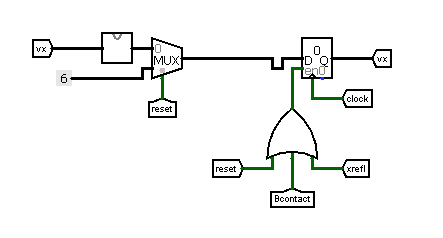 vx
0
MUX
6
reset
0
D Q
en 0
vx
clock
reset
xrefl
Bcontact